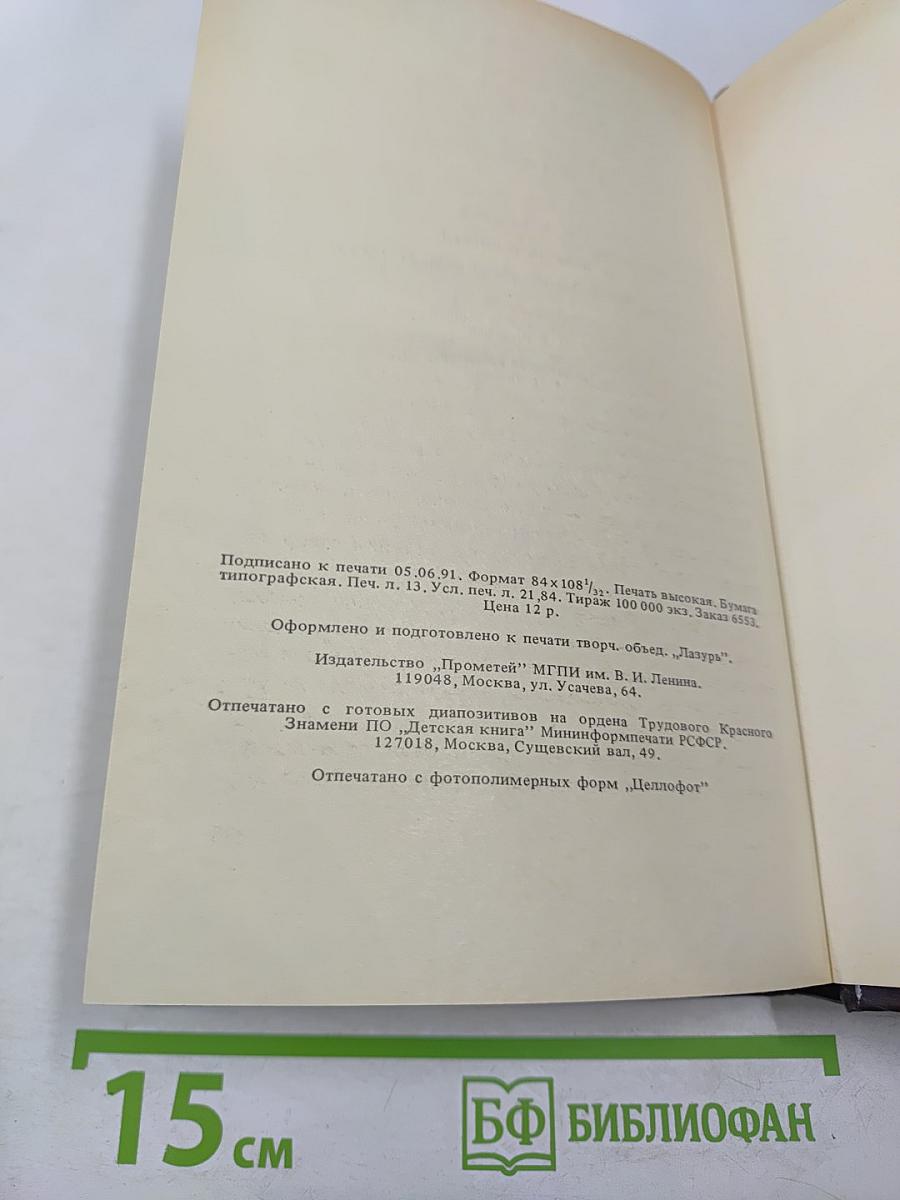 Подписано к печати 05.06.91. Формат 84×108¹/₃₂. Печать высокая. Бумага
типографская. Печ. л. 13. Усл. печ. л. 21,84. Тираж 100 000 экз. Заказ 6553.
Цена 12 р.
Оформлено и подготовлено к печати творч. объед. „Лазурь”.
Издательство „Прометей” МГПИ им. В. И. Ленина.
119048, Москва, ул. Усачева, 64.
Отпечатано с готовых диапозитивов на ордена Трудового Красного
Знамени ПО „Детская книга” Мининформпечати РСФСР.
127018, Москва, Сущевский вал, 49.
Отпечатано с фотополимерных форм „Целлофот”
15 см
БФ БИБЛИОФАН